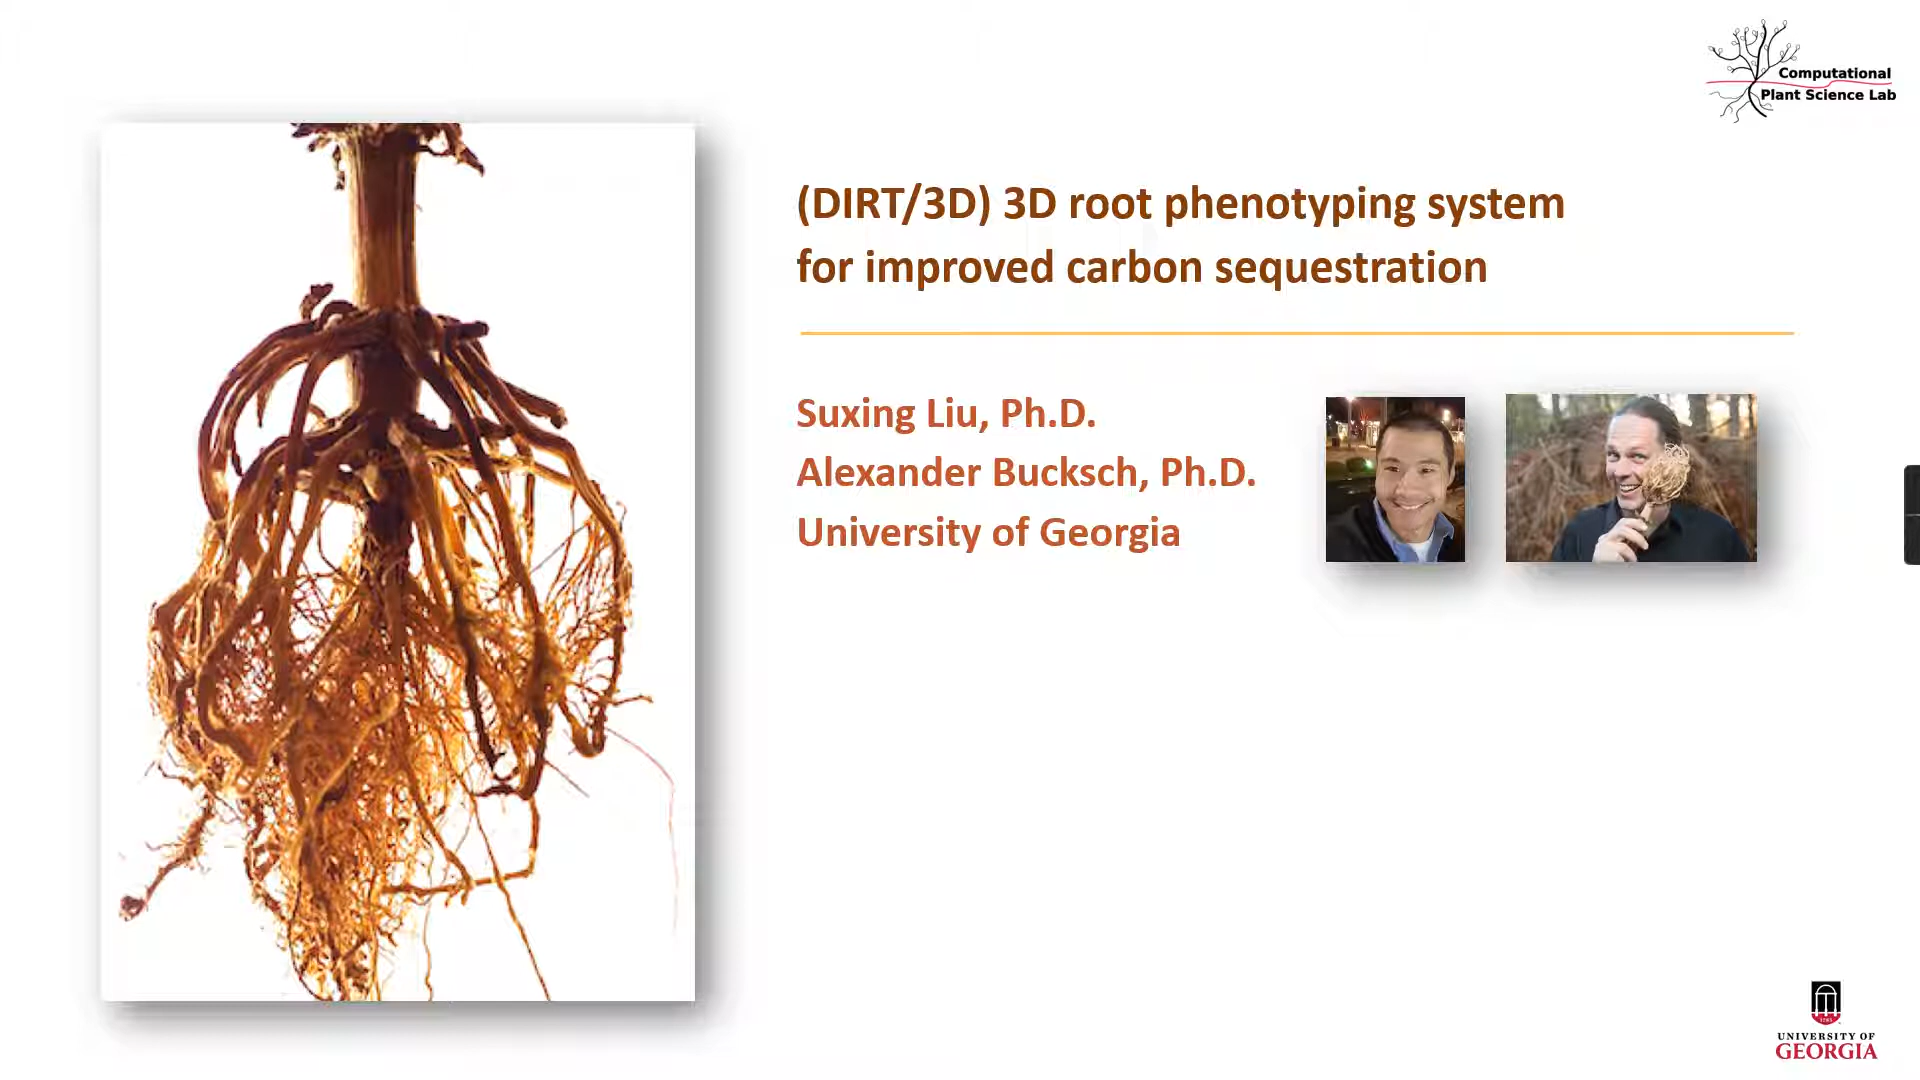 Computational
Plant Science Lab
(DIRT/3D) 3D root phenotyping system
for improved carbon sequestration
Suxing Liu, Ph.D.
Alexander Bucksch, Ph.D.
University of Georgia
1785
UNIVERSITY OF
GEORGIA